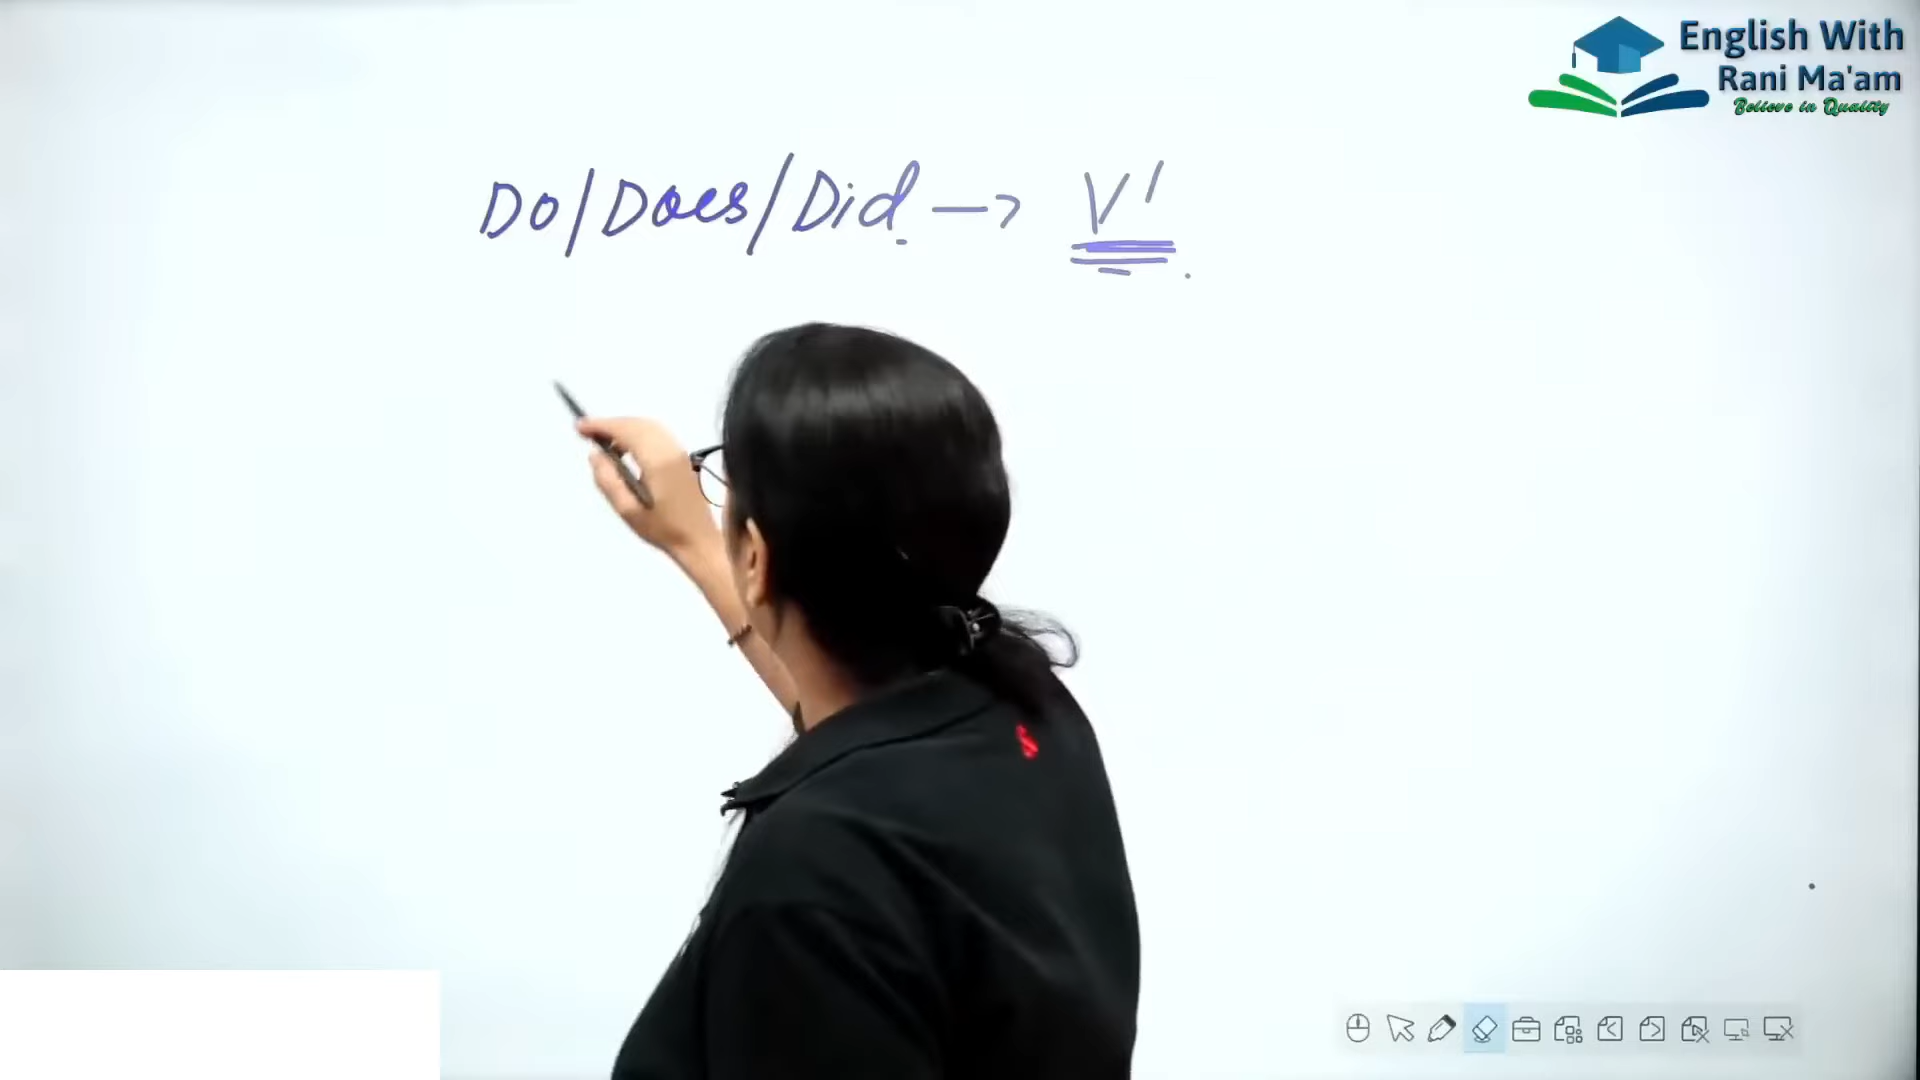 English With
Rani Ma'am
Believe in Quality
Do/Does/Did → V'